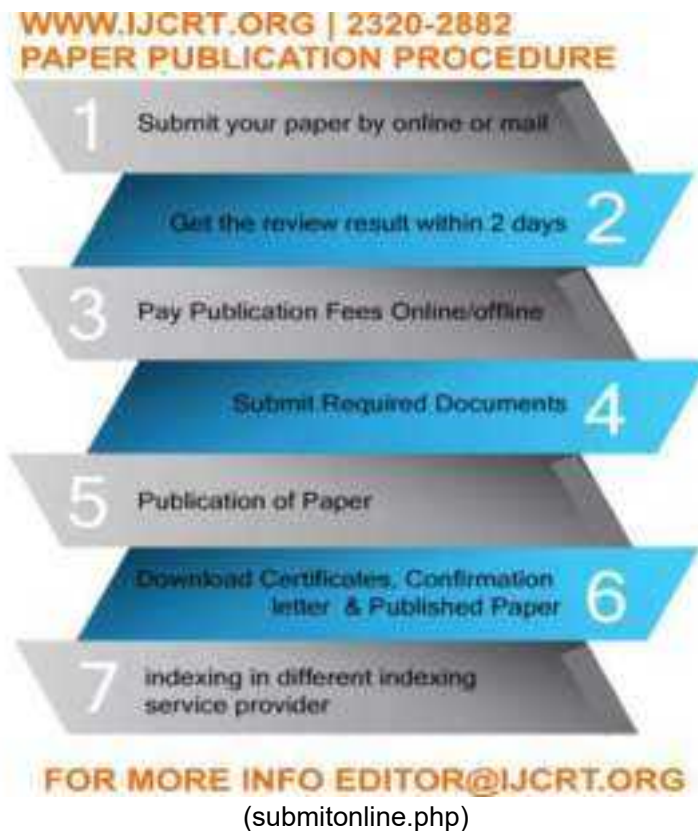 WWW.IJCRT.ORG | 2320-2882
PAPER PUBLICATION PROCEDURE
1 Submit your paper by online or mail
Get the review result within 2 days 2
3 Pay Publication Fees Online/offline
Submit Required Documents 4
5 Publication of Paper
Download Certificates, Confirmation
letter & Published Paper 6
7 indexing in different indexing
service provider
FOR MORE INFO EDITOR@IJCRT.ORG
(submitonline.php)